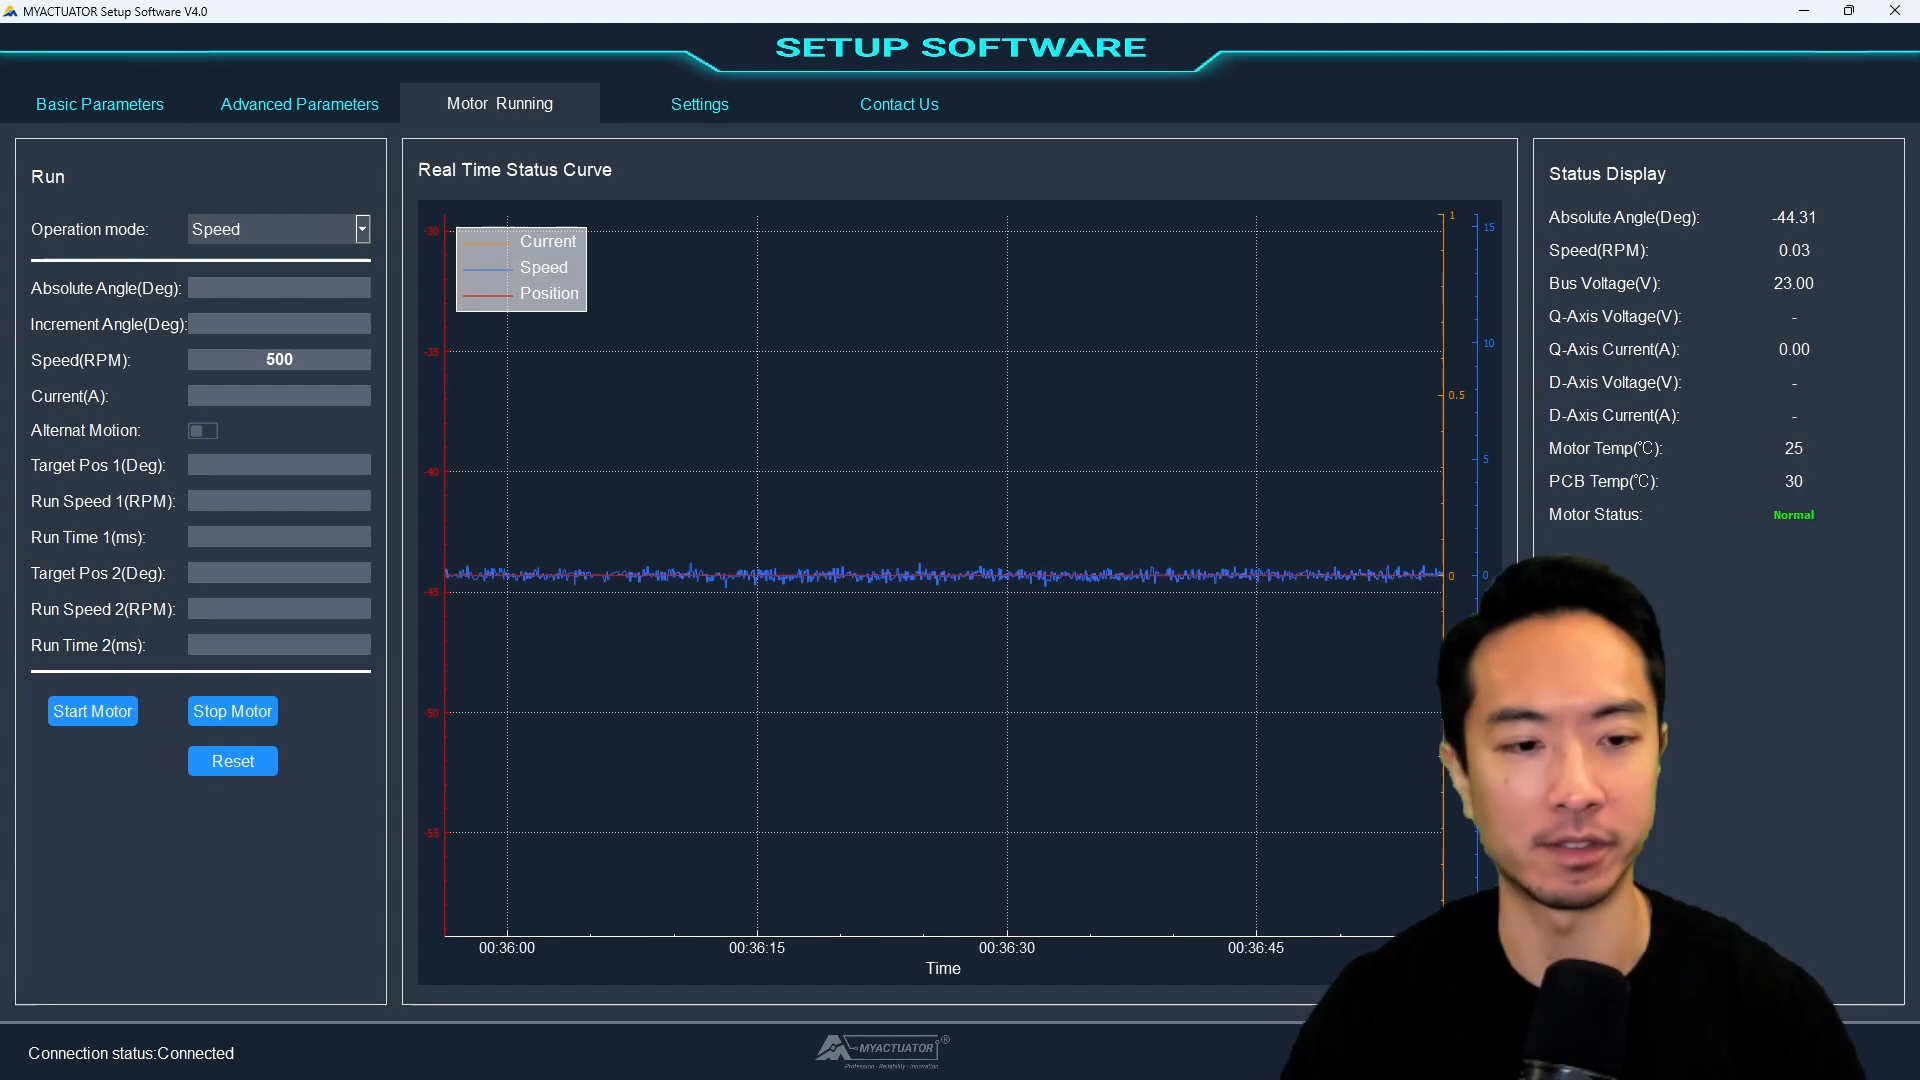 MYACTUATOR Setup Software V4.0
SETUP SOFTWARE
Basic Parameters
Advanced Parameters
Motor Running
Settings
Contact Us
Run
Operation mode: Speed
Absolute Angle(Deg):
Increment Angle(Deg):
Speed(RPM): 500
Current(A):
Alternat Motion:
Target Pos 1(Deg):
Run Speed 1(RPM):
Run Time 1(ms):
Target Pos 2(Deg):
Run Speed 2(RPM):
Run Time 2(ms):
Start Motor Stop Motor
Reset
Real Time Status Curve
Current
Speed
Position
-30
-35
-40
-45
-50
-55
1
0.5
0
15
10
5
0
00:36:00 00:36:15 00:36:30 00:36:45
Time
Status Display
Absolute Angle(Deg): -44.31
Speed(RPM): 0.03
Bus Voltage(V): 23.00
Q-Axis Voltage(V): -
Q-Axis Current(A): 0.00
D-Axis Voltage(V): -
D-Axis Current(A): -
Motor Temp(℃): 25
PCB Temp(℃): 30
Motor Status: Normal
Connection status:Connected
MYACTUATOR®
Profession · Reliability · Innovation